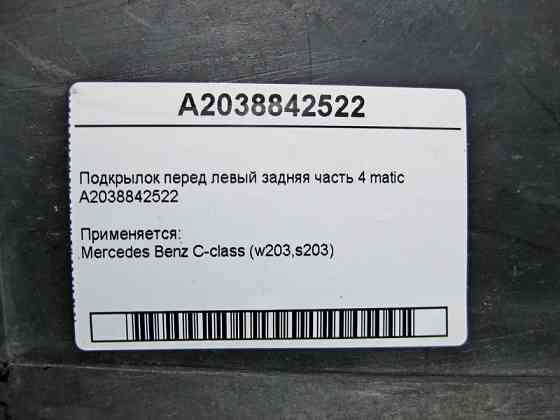 A2038842522
Подкрылок перед левый задняя часть 4 matic
A2038842522
Применяется:
Mercedes Benz C-class (w203,s203)